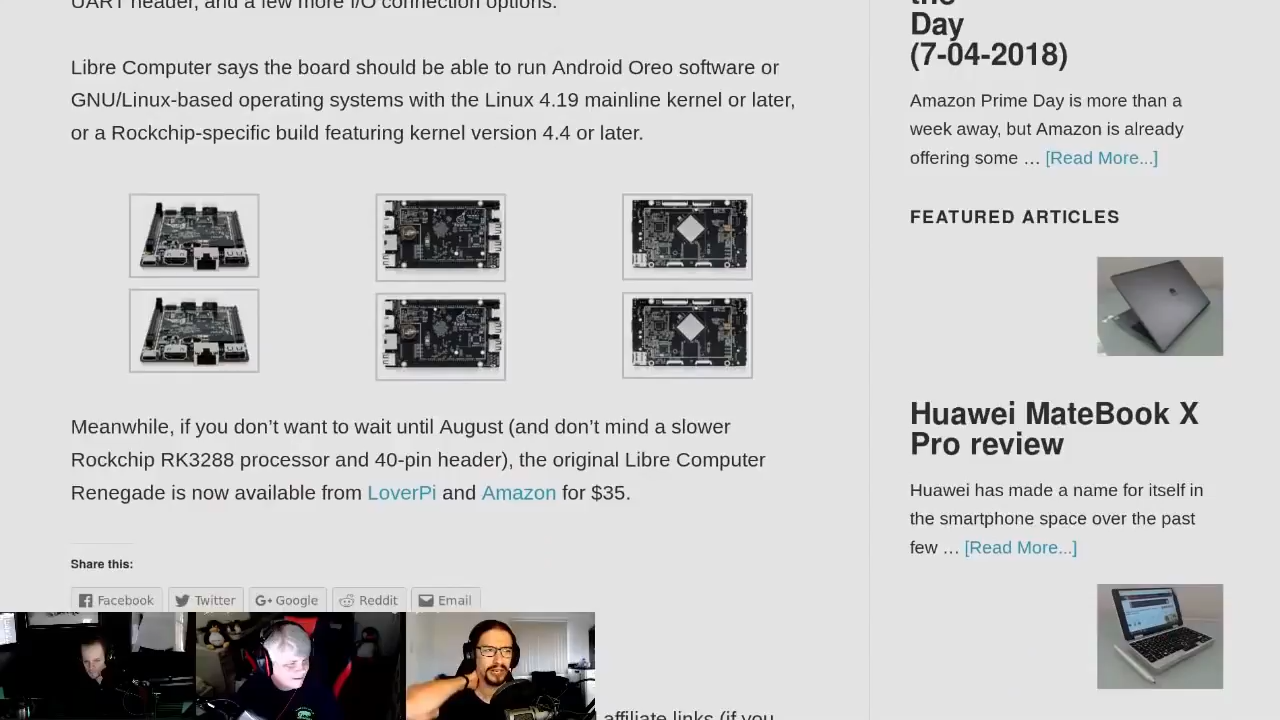 UART header, and a few more I/O connection options.
Libre Computer says the board should be able to run Android Oreo software or
GNU/Linux-based operating systems with the Linux 4.19 mainline kernel or later,
or a Rockchip-specific build featuring kernel version 4.4 or later.
Meanwhile, if you don’t want to wait until August (and don’t mind a slower
Rockchip RK3288 processor and 40-pin header), the original Libre Computer
Renegade is now available from LoverPi and Amazon for $35.
Share this:
Facebook Twitter Google Reddit Email
affiliate links (if you
the
Day
(7-04-2018)
Amazon Prime Day is more than a
week away, but Amazon is already
offering some … [Read More...]
FEATURED ARTICLES
Huawei MateBook X
Pro review
Huawei has made a name for itself in
the smartphone space over the past
few … [Read More...]